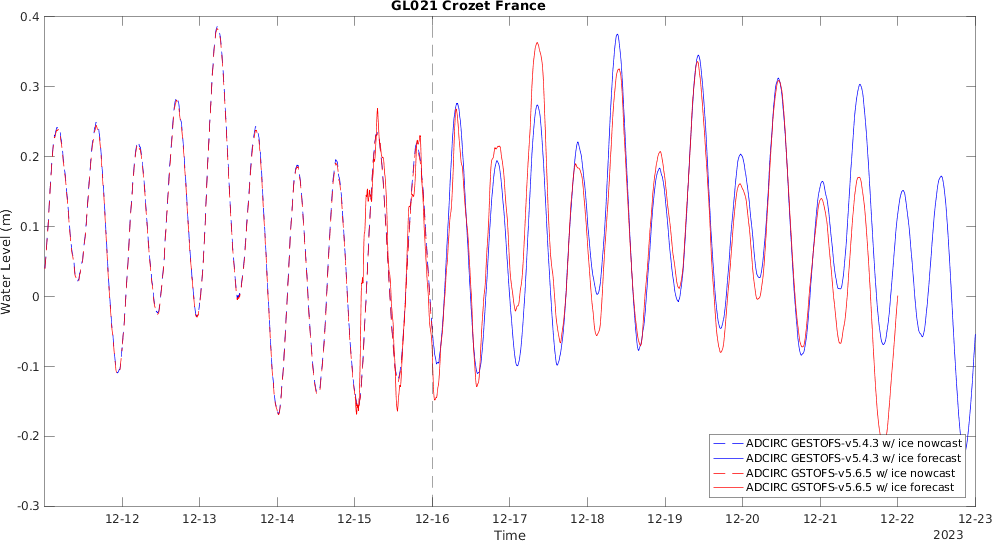 GL021 Crozet France
0.4
0.3
0.2
0.1
0
-0.1
-0.2
-0.3
Water Level (m)
12-12 12-13 12-14 12-15 12-16 12-17 12-18 12-19 12-20 12-21 12-22 12-23
Time
2023
ADCIRC GESTOFS-v5.4.3 w/ ice nowcast
ADCIRC GESTOFS-v5.4.3 w/ ice forecast
ADCIRC GSTOFS-v5.6.5 w/ ice nowcast
ADCIRC GSTOFS-v5.6.5 w/ ice forecast